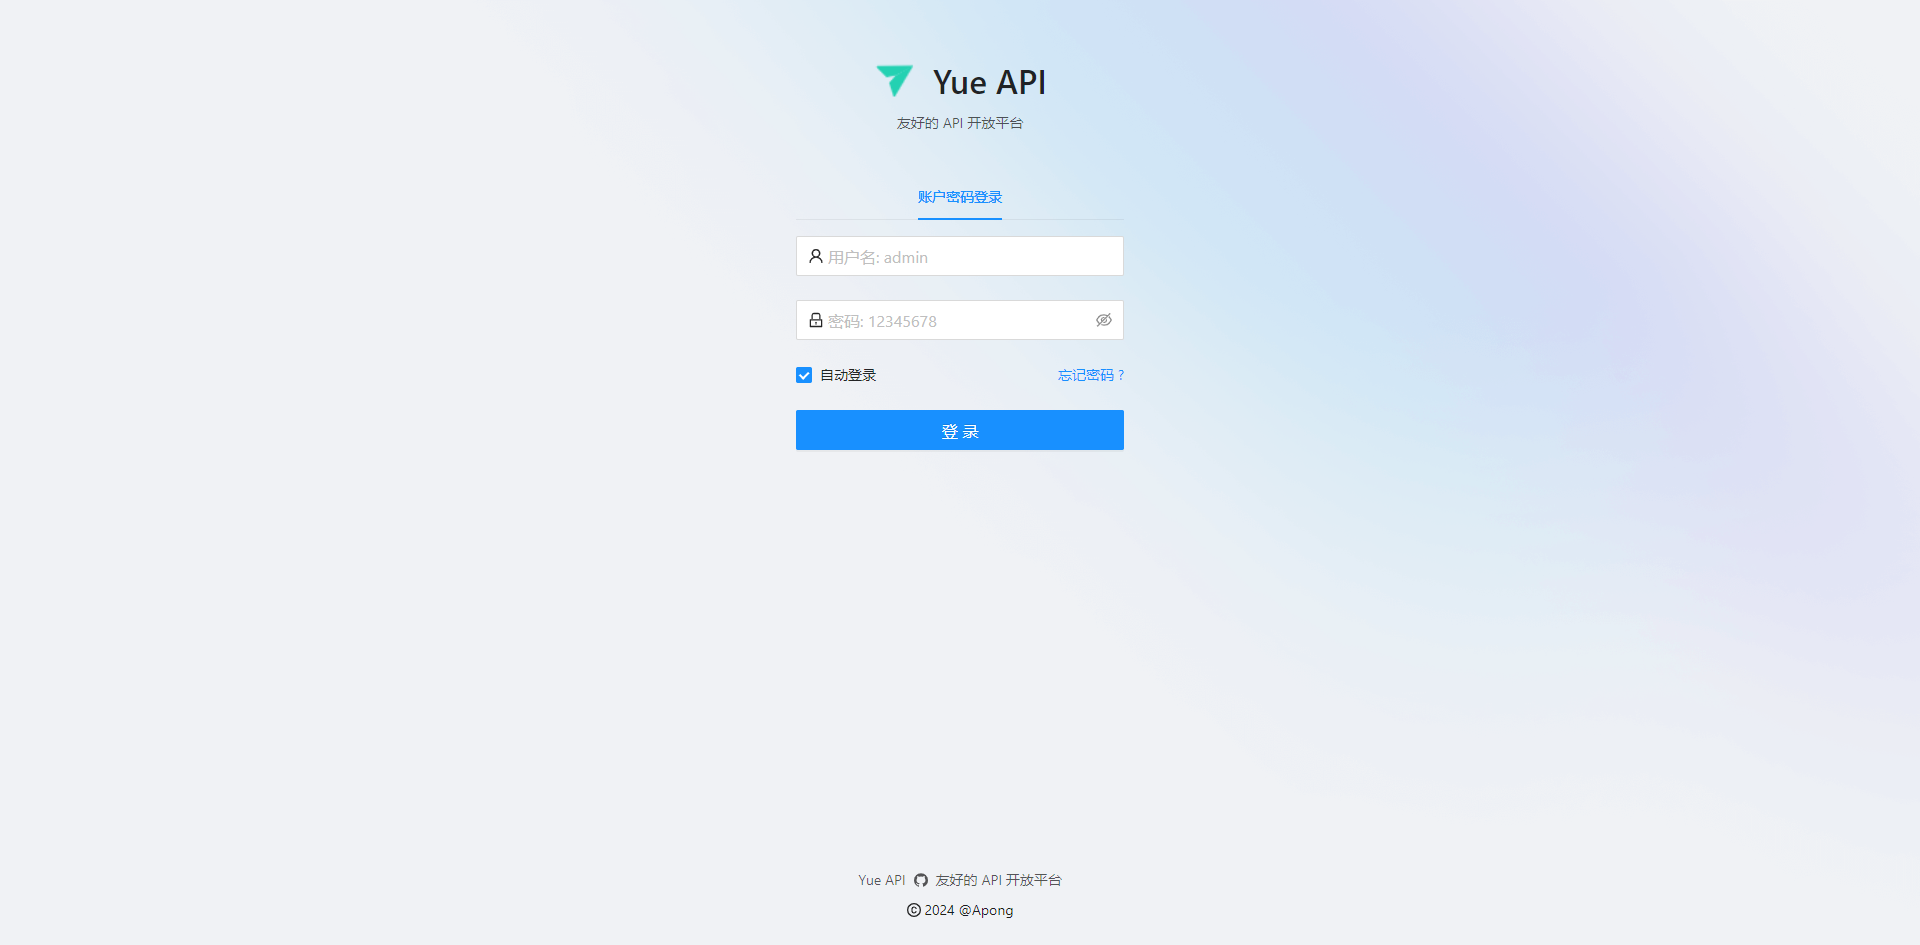 Yue API
友好的 API 开放平台
账户密码登录
用户名: admin
密码: 12345678
自动登录 忘记密码 ?
登 录
Yue API 友好的 API 开放平台
© 2024 @Apong